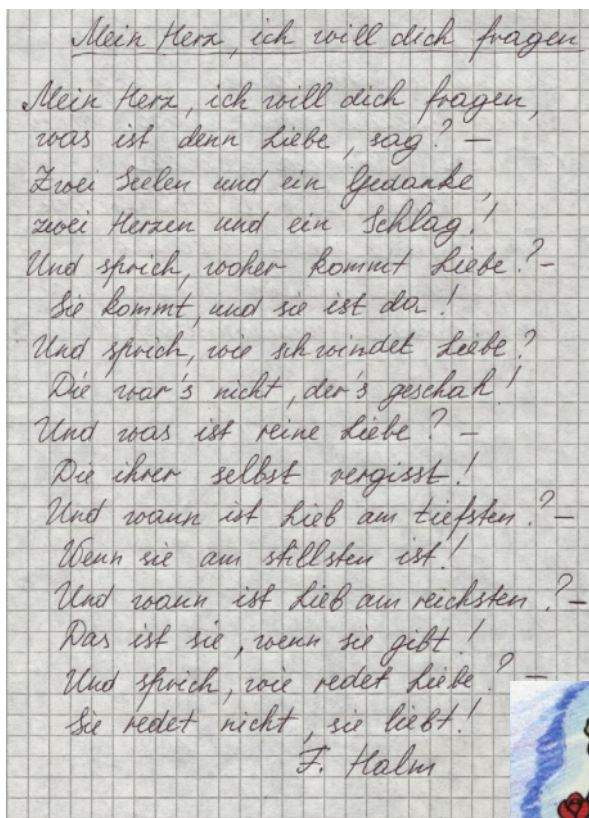 Mein Herz, ich will dich fragen
Mein Herz, ich will dich fragen,
was ist denn Liebe, sag? –
Zwei Seelen und ein Gedanke,
zwei Herzen und ein Schlag!
Und sprich, woher kommt Liebe? –
Sie kommt, und sie ist da!
Und sprich, wie schwindet Liebe?
Die war's nicht, der's geschah!
Und was ist reine Liebe? –
Die ihrer selbst vergisst!
Und wann ist Lieb am tiefsten? –
Wenn sie am stillsten ist!
Und wann ist Lieb am reichsten? –
Das ist sie, wenn sie gibt!
Und sprich, wie redet Liebe? –
Sie redet nicht, sie liebt!
F. Halm